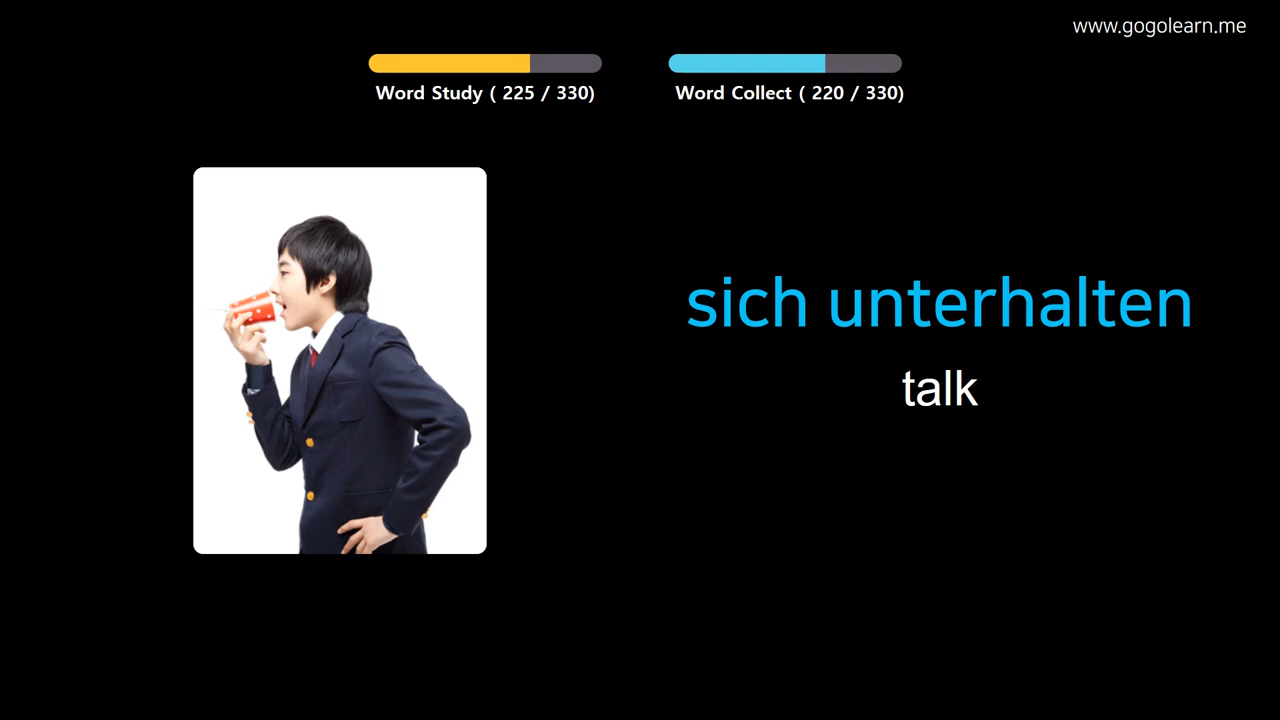 www.gogolearn.me
Word Study ( 225 / 330)
Word Collect ( 220 / 330)
sich unterhalten
talk